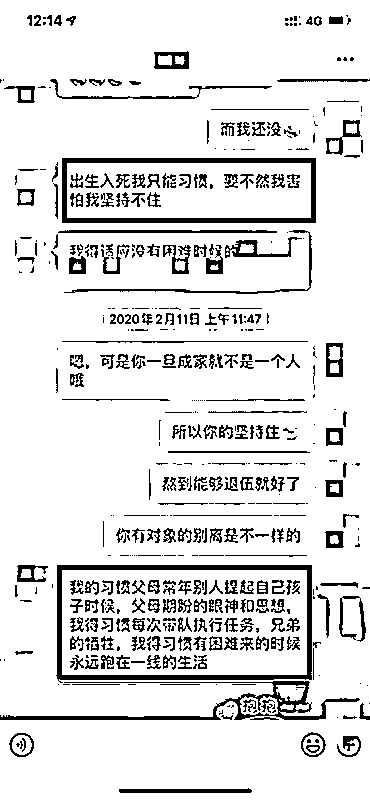 12:14
4G
而我还没
出生入死我只能习惯，要不然我害
怕我坚持不住
我得适应没有困难时候的
2020年2月11日 上午11:47
嗯，可是你一旦成家就不是一个人
哦
所以你的坚持住
熬到能够退伍就好了
你有对象的别离是不一样的
我的习惯父母常年别人提起自己孩
子时候，父母期盼的眼神和思想，
我得习惯每次带队执行任务，兄弟
的牺牲，我得习惯有困难来的时候
永远跑在一线的生活
抱抱